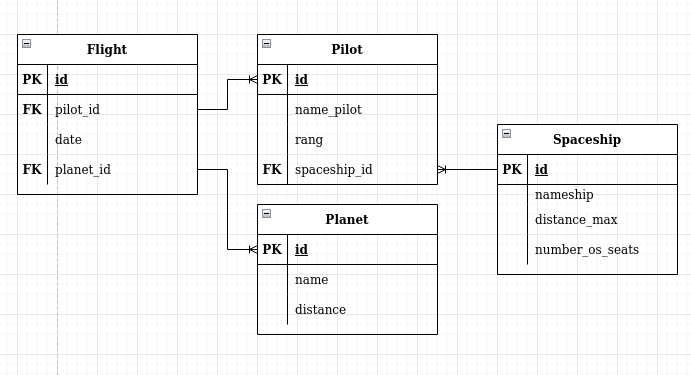 Flight
PK id
FK pilot_id
date
FK planet_id
Pilot
PK id
name_pilot
rang
FK spaceship_id
Planet
PK id
name
distance
Spaceship
PK id
nameship
distance_max
number_os_seats